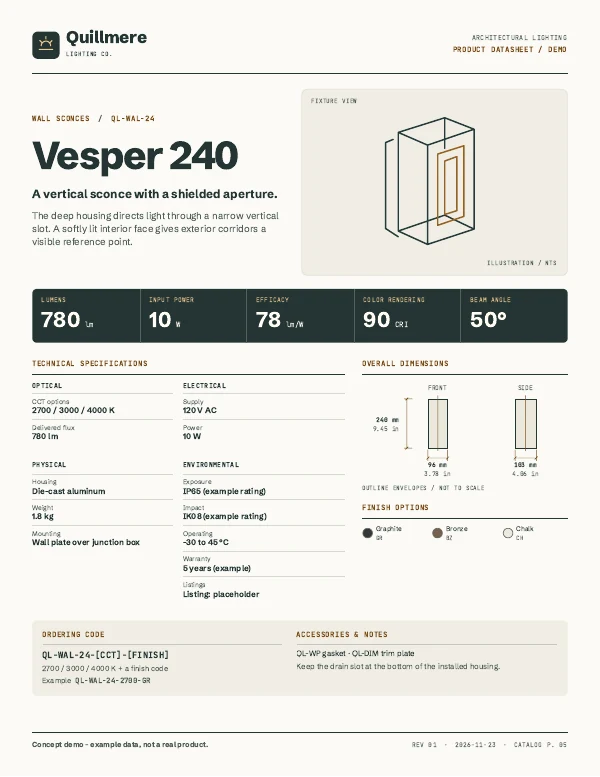 Quillmere
LIGHTING CO.
ARCHITECTURAL LIGHTING
PRODUCT DATASHEET / DEMO
WALL SCONCES / QL-WAL-24
Vesper 240
A vertical sconce with a shielded aperture.
The deep housing directs light through a narrow vertical
slot. A softly lit interior face gives exterior corridors a
visible reference point.
FIXTURE VIEW
ILLUSTRATION / NTS
LUMENS
780 lm
INPUT POWER
10 W
EFFICACY
78 lm/W
COLOR RENDERING
90 CRI
BEAM ANGLE
50°
TECHNICAL SPECIFICATIONS
OPTICAL
CCT options
2700 / 3000 / 4000 K
Delivered flux
780 lm
ELECTRICAL
Supply
120 V AC
Power
10 W
PHYSICAL
Housing
Die-cast aluminum
Weight
1.8 kg
Mounting
Wall plate over junction box
ENVIRONMENTAL
Exposure
IP65 (example rating)
Impact
IK08 (example rating)
Operating
-30 to 45°C
Warranty
5 years (example)
Listings
Listing: placeholder
OVERALL DIMENSIONS
FRONT
SIDE
240 mm
9.45 in
96 mm
3.78 in
103 mm
4.06 in
OUTLINE ENVELOPES / NOT TO SCALE
FINISH OPTIONS
Graphite
GR
Bronze
BZ
Chalk
CH
ORDERING CODE
QL-WAL-24-[CCT]-[FINISH]
2700 / 3000 / 4000 K + a finish code
Example QL-WAL-24-2700-GR
ACCESSORIES & NOTES
QL-WP gasket · QL-DIM trim plate
Keep the drain slot at the bottom of the installed housing.
Concept demo - example data, not a real product.
REV 01 · 2026-11-23 · CATALOG P. 05